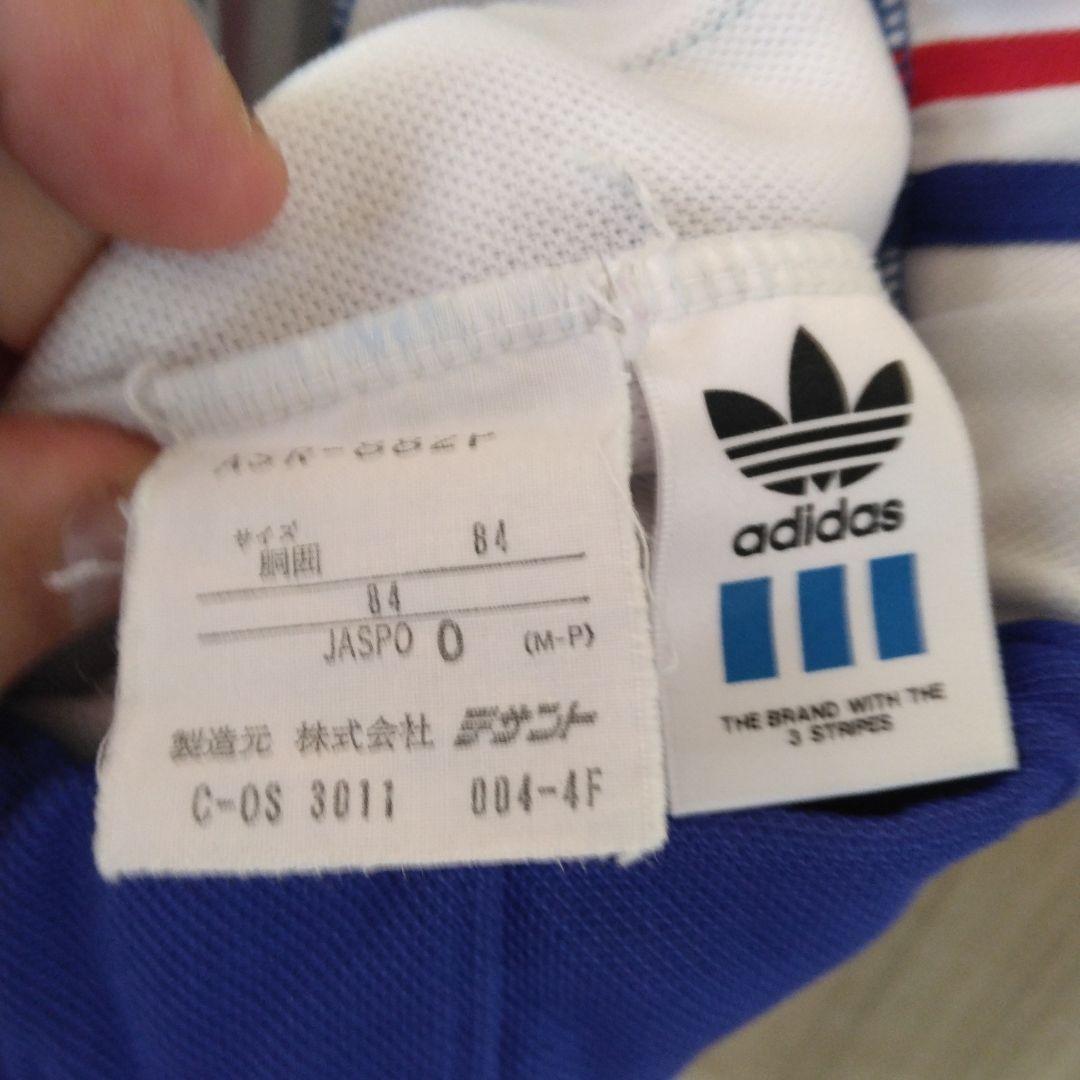 サイズ
胴囲 84
84
JASPO O (M-P)
製造元 株式会社 デサント
C-OS 3011 004-4F
adidas
THE BRAND WITH THE
3 STRIPES